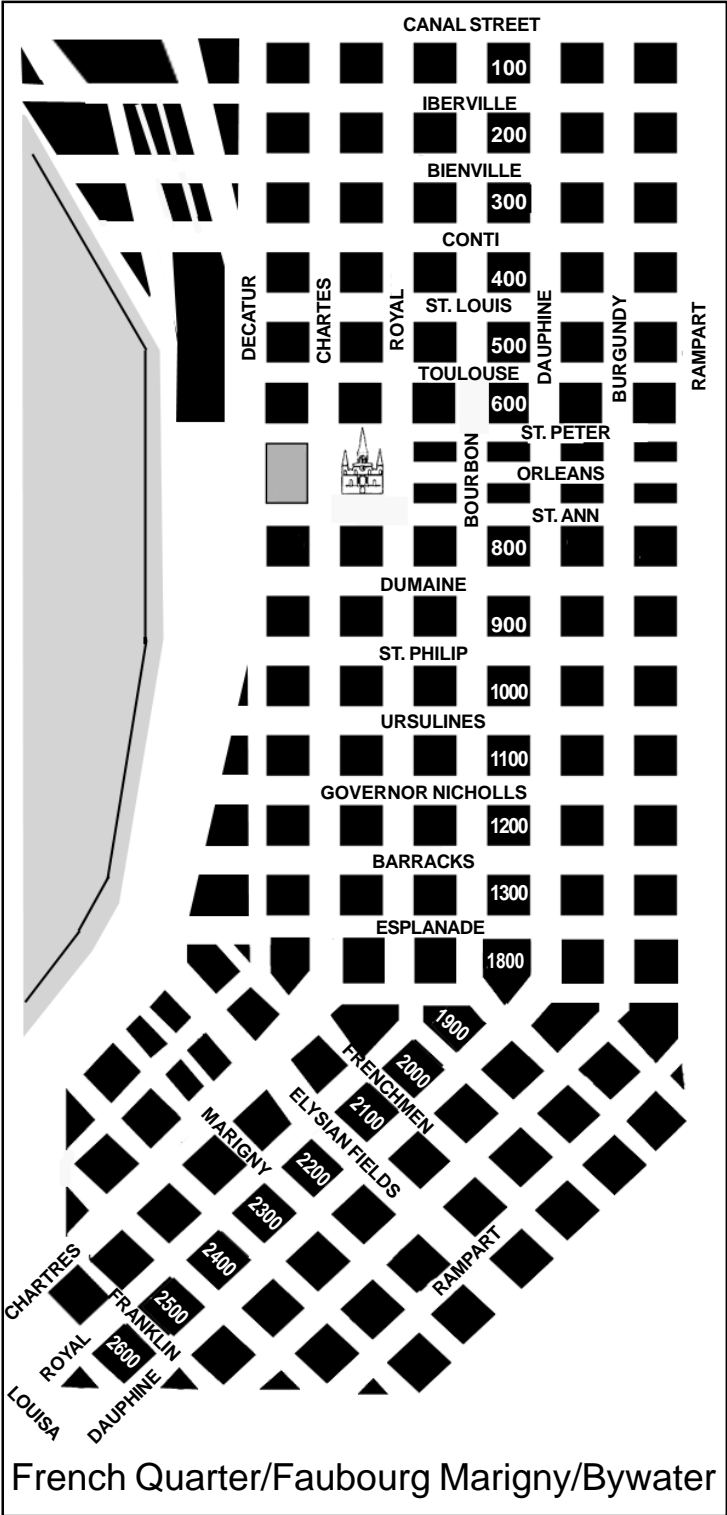 CANAL STREET
100
IBERVILLE
200
BIENVILLE
300
CONTI
400
DECATUR
CHARTES
ROYAL
ST. LOUIS
DAUPHINE
BURGUNDY
RAMPART
500
TOULOUSE
600
ST. PETER
BOURBON
ORLEANS
ST. ANN
800
DUMAINE
900
ST. PHILIP
1000
URSULINES
1100
GOVERNOR NICHOLLS
1200
BARRACKS
1300
ESPLANADE
1800
1900
FRENCHMEN
2000
ELYSIAN FIELDS
2100
MARIGNY
2200
2300
2400
RAMPART
CHARTRES
FRANKLIN
2500
ROYAL
2600
DAUPHINE
LOUISA
French Quarter/Faubourg Marigny/Bywater